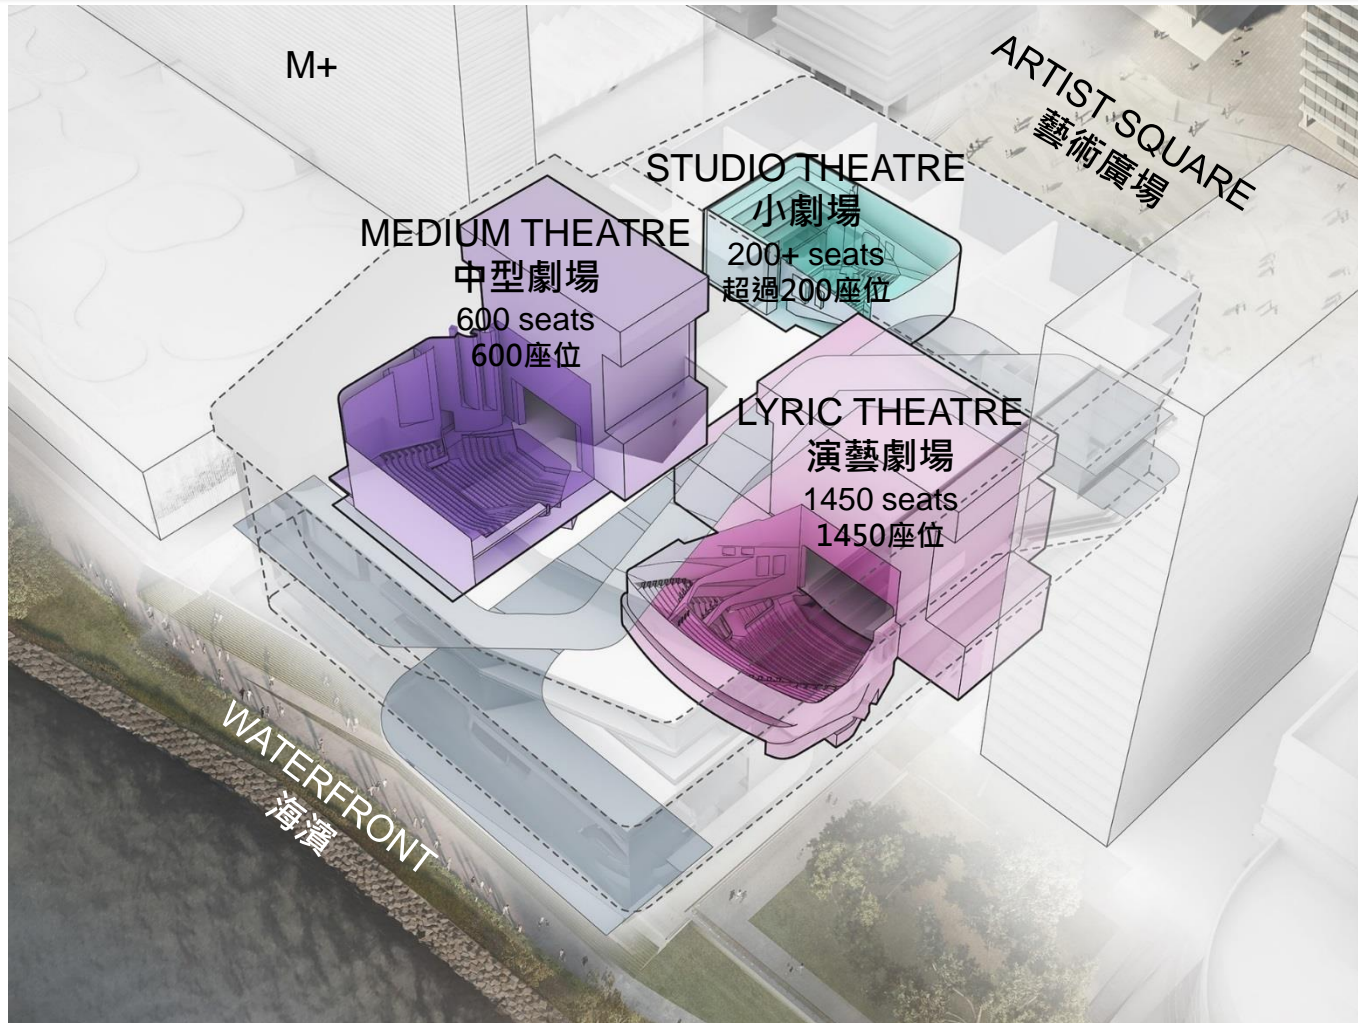 M+
ARTIST SQUARE
藝術廣場
STUDIO THEATRE
小劇場
200+ seats
超過200座位
MEDIUM THEATRE
中型劇場
600 seats
600座位
LYRIC THEATRE
演藝劇場
1450 seats
1450座位
WATERFRONT
海濱